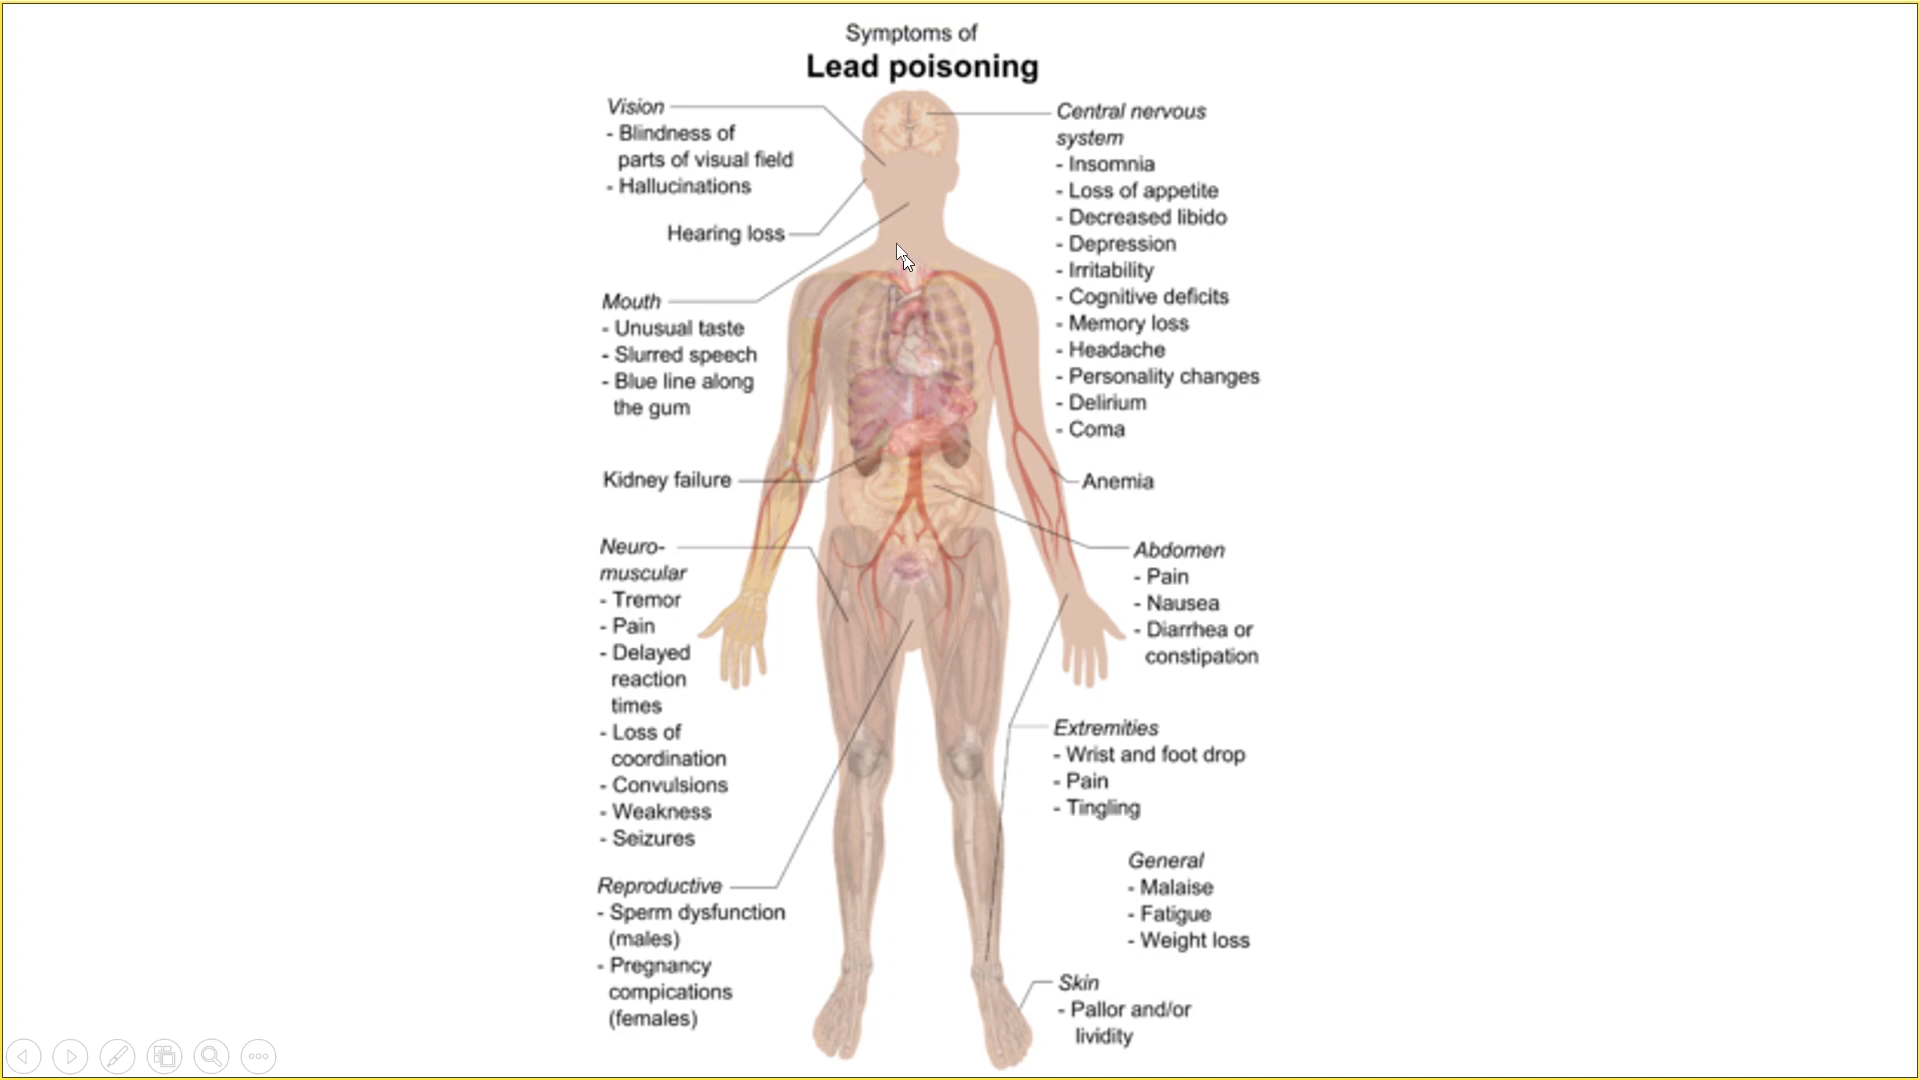 Symptoms of
Lead poisoning
Vision
- Blindness of
parts of visual field
- Hallucinations
Hearing loss
Mouth
- Unusual taste
- Slurred speech
- Blue line along
the gum
Kidney failure
Neuro-
muscular
- Tremor
- Pain
- Delayed
reaction
times
- Loss of
coordination
- Convulsions
- Weakness
- Seizures
Reproductive
- Sperm dysfunction
(males)
- Pregnancy
compications
(females)
Central nervous
system
- Insomnia
- Loss of appetite
- Decreased libido
- Depression
- Irritability
- Cognitive deficits
- Memory loss
- Headache
- Personality changes
- Delirium
- Coma
Anemia
Abdomen
- Pain
- Nausea
- Diarrhea or
constipation
Extremities
- Wrist and foot drop
- Pain
- Tingling
General
- Malaise
- Fatigue
- Weight loss
Skin
- Pallor and/or
lividity